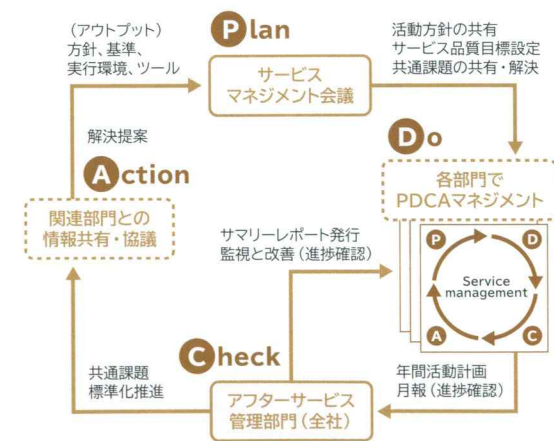 (アウトプット)
方針、基準、
実行環境、ツール
Plan
サービス
マネジメント会議
活動方針の共有
サービス品質目標設定
共通課題の共有・解決
解決提案
Do
各部門で
PDCAマネジメント
Action
関連部門との
情報共有・協議
サマリーレポート発行
監視と改善(進捗確認)
P
D
Service
management
A
C
Check
共通課題
標準化推進
アフターサービス
管理部門(全社)
年間活動計画
月報(進捗確認)